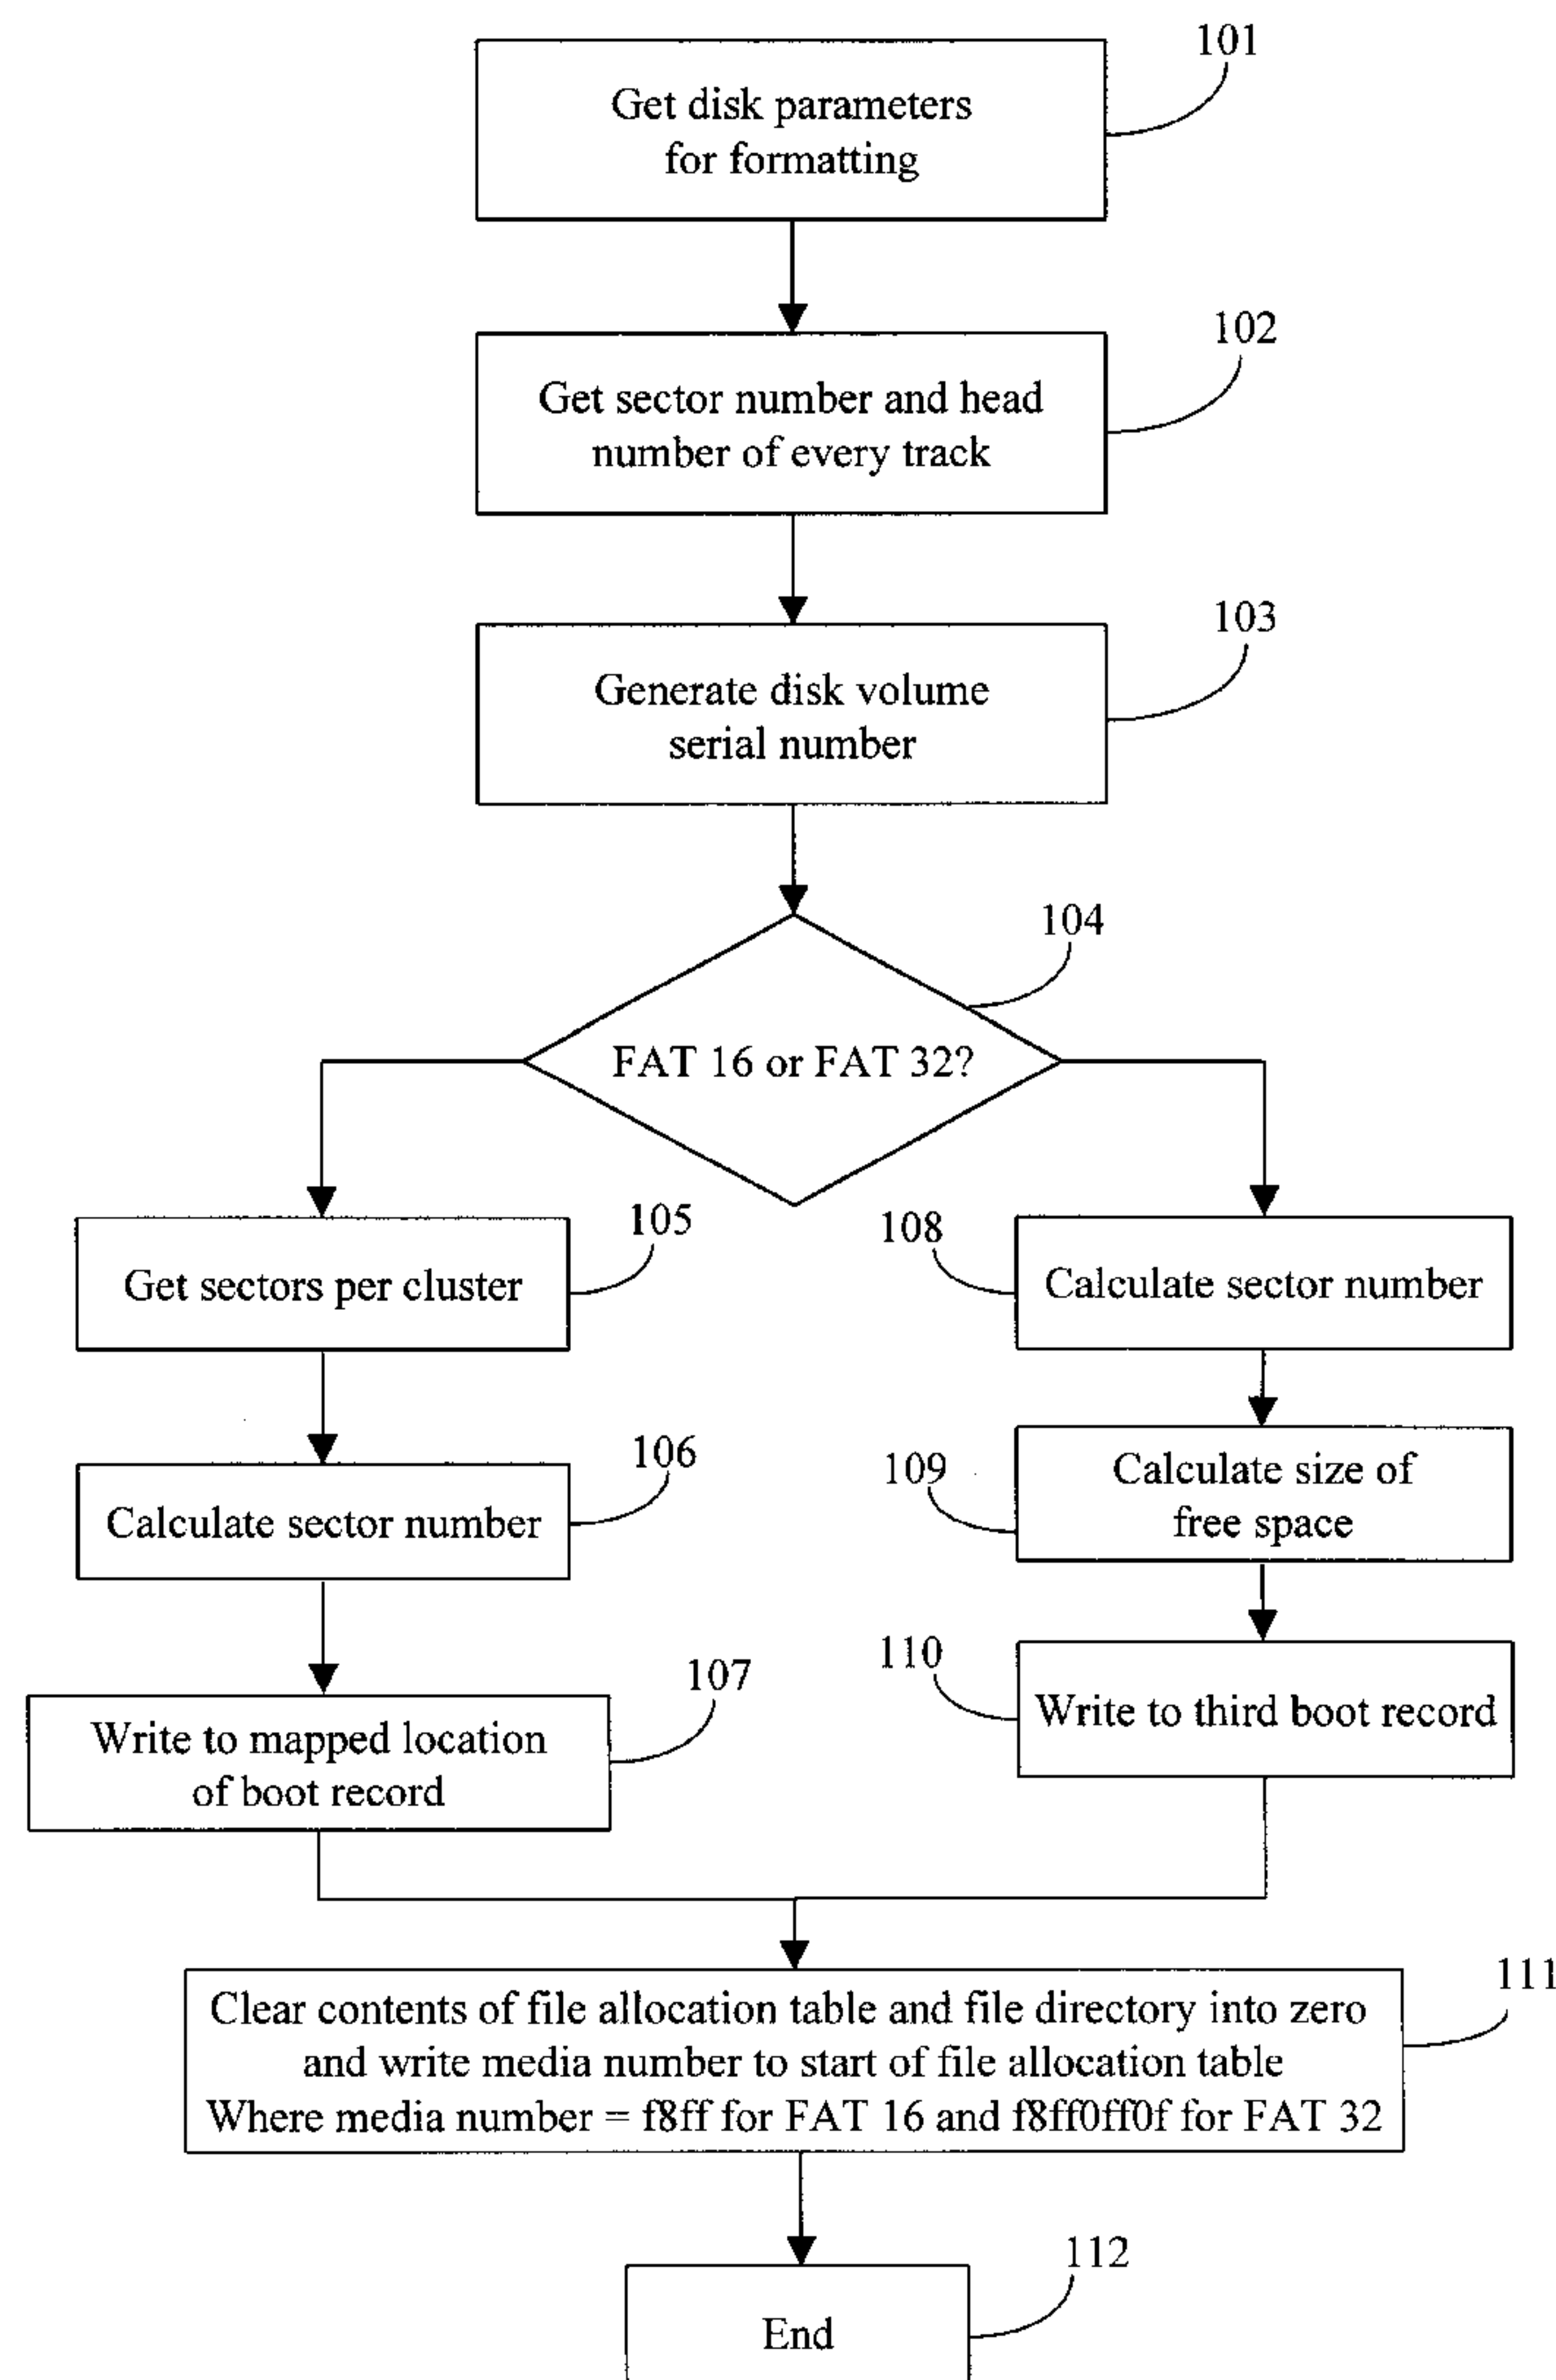 101
Get disk parameters
for formatting
102
Get sector number and head
number of every track
103
Generate disk volume
serial number
104
FAT 16 or FAT 32?
105
Get sectors per cluster
108
Calculate sector number
106
Calculate sector number
109
Calculate size of
free space
107
Write to mapped location
of boot record
110
Write to third boot record
111
Clear contents of file allocation table and file directory into zero
and write media number to start of file allocation table
Where media number = f8ff for FAT 16 and f8ff0ff0f for FAT 32
112
End